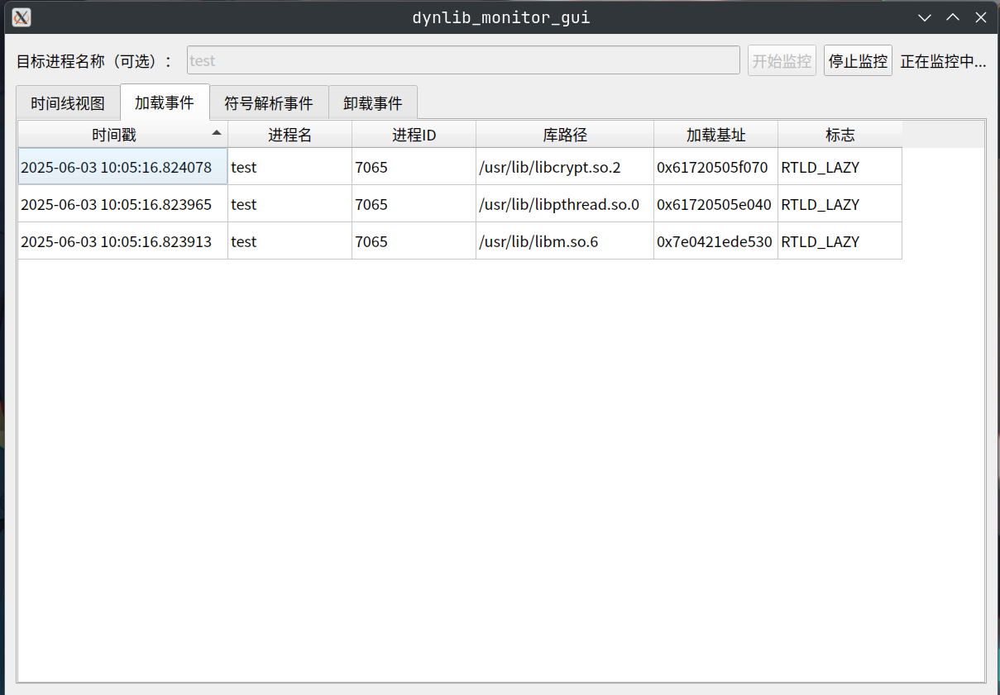 dynlib_monitor_gui
目标进程名称（可选）： test 开始监控 停止监控 正在监控中...
时间线视图 加载事件 符号解析事件 卸载事件
时间戳 进程名 进程ID 库路径 加载基址 标志
2025-06-03 10:05:16.824078 test 7065 /usr/lib/libcrypt.so.2 0x61720505f070 RTLD_LAZY
2025-06-03 10:05:16.823965 test 7065 /usr/lib/libpthread.so.0 0x61720505e040 RTLD_LAZY
2025-06-03 10:05:16.823913 test 7065 /usr/lib/libm.so.6 0x7e0421ede530 RTLD_LAZY